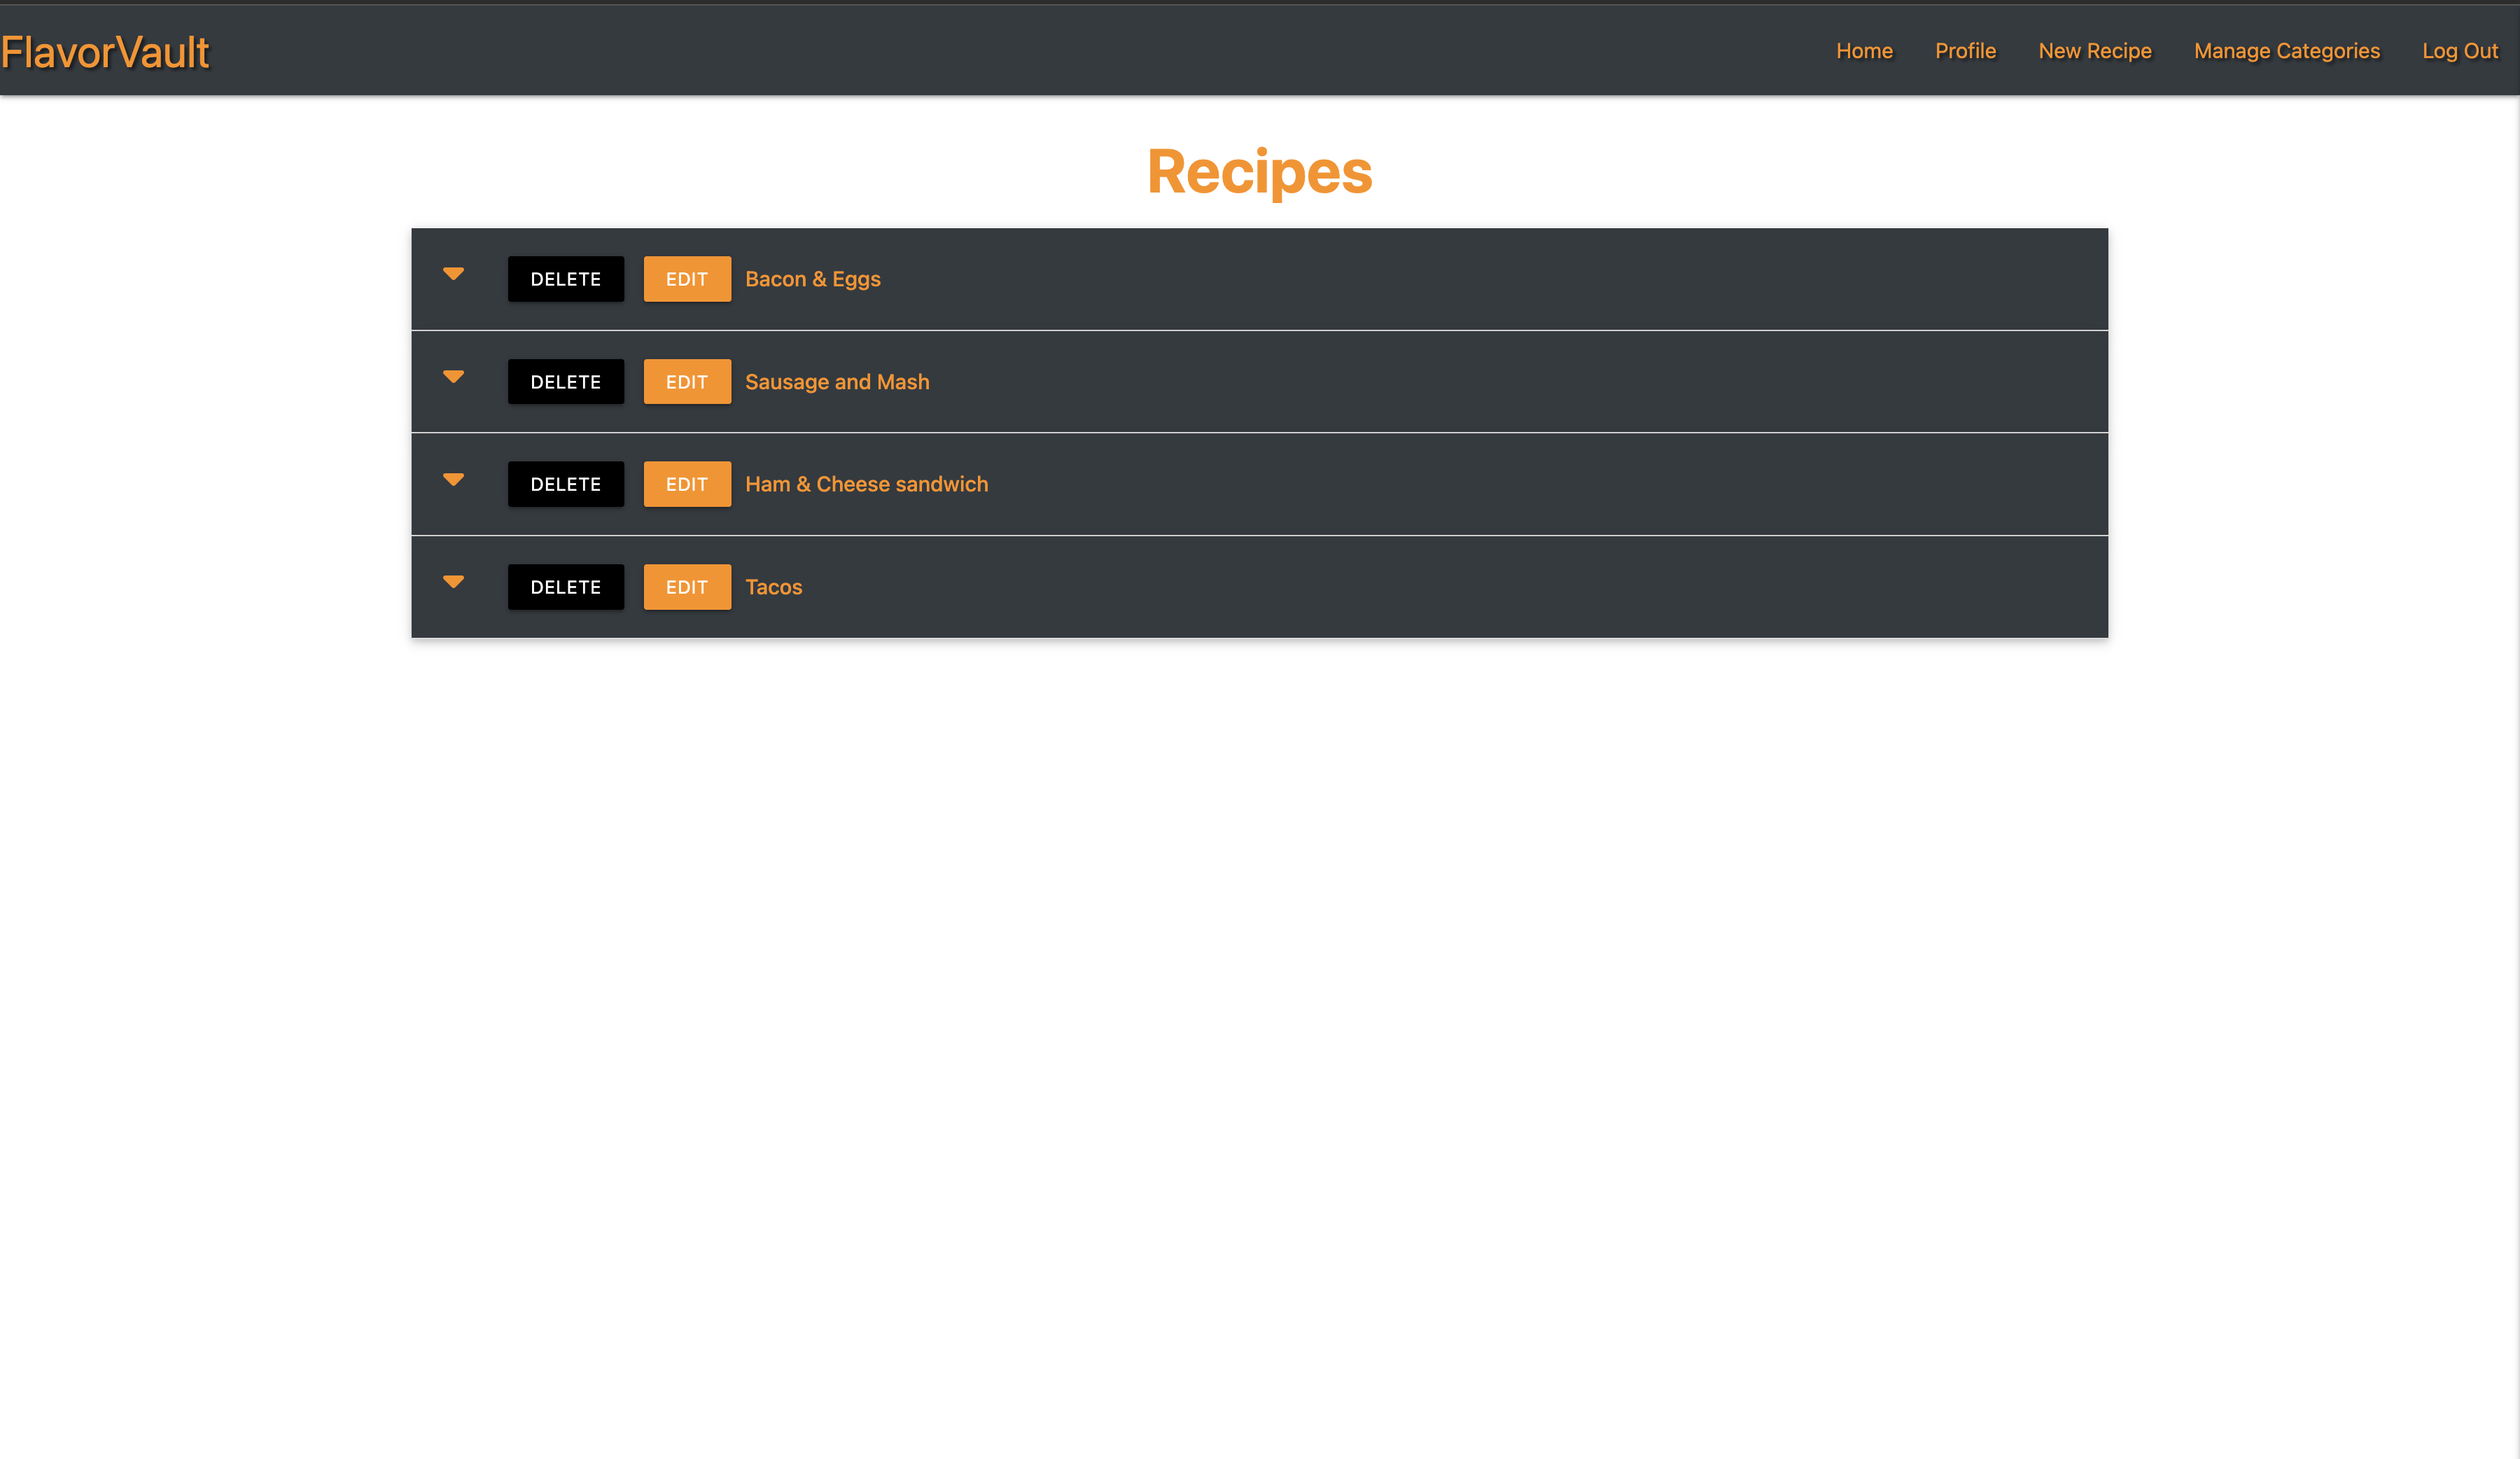 FlavorVault
Home Profile New Recipe Manage Categories Log Out
Recipes
DELETE EDIT Bacon & Eggs
DELETE EDIT Sausage and Mash
DELETE EDIT Ham & Cheese sandwich
DELETE EDIT Tacos